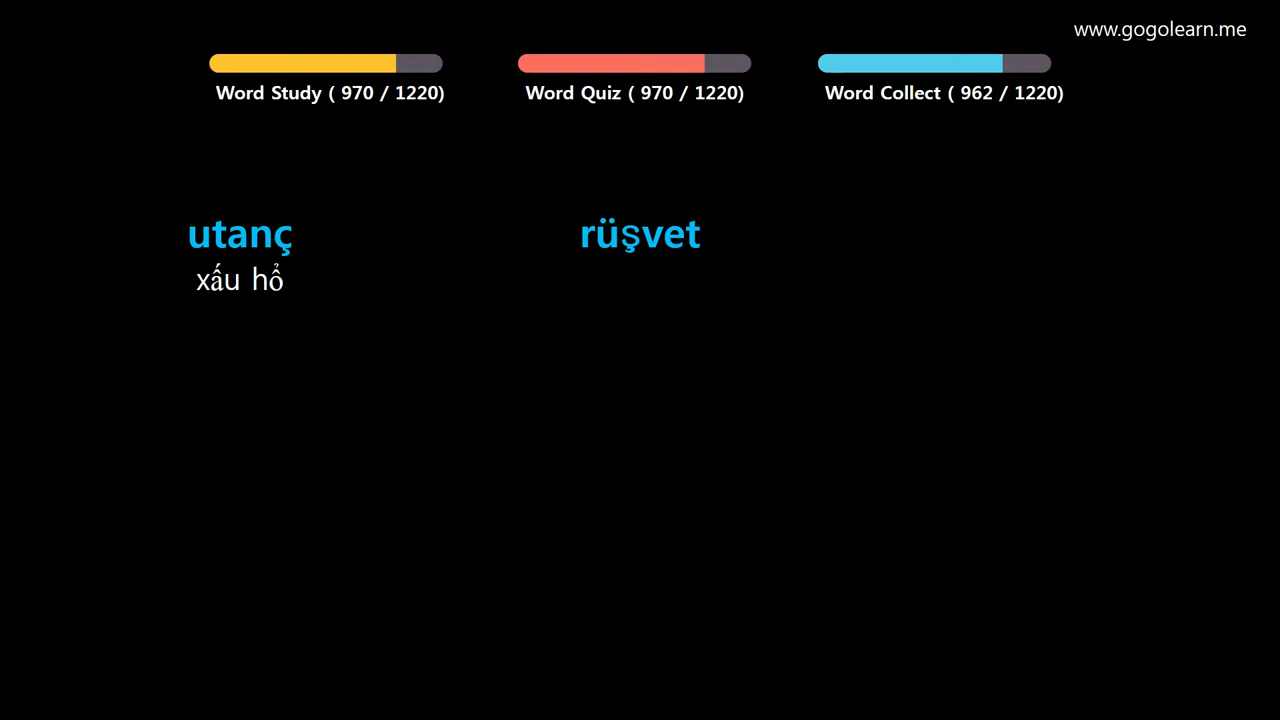 www.gogolearn.me
Word Study ( 970 / 1220)
Word Quiz ( 970 / 1220)
Word Collect ( 962 / 1220)
utanç
xấu hổ
rüşvet